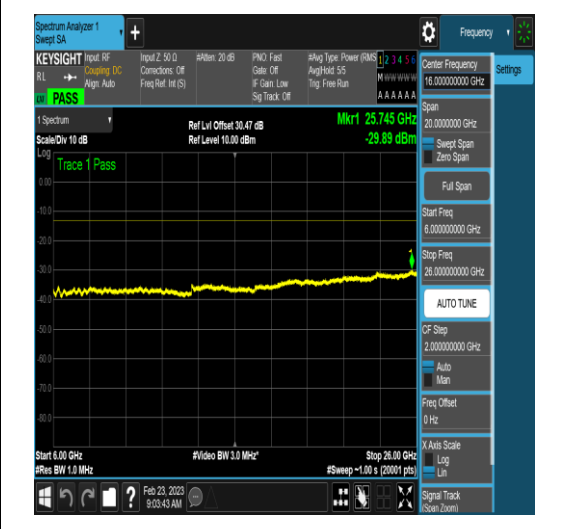 Spectrum Analyzer 1
Swept SA
+
Frequency
KEYSIGHT
RL
PASS
Input: RF
Coupling: DC
Align: Auto
Input Z: 50 Ω
Corrections: Off
Freq Ref: Int (S)
#Atten: 20 dB
PNO: Fast
Gate: Off
IF Gain: Low
Sig Track: Off
#Avg Type: Power (RMS)
Avg|Hold: 5/5
Trig: Free Run
1 2 3 4 5 6
M W W W W W
A A A A A A
1 Spectrum
Scale/Div 10 dB
Ref Lvl Offset 30.47 dB
Ref Level 10.00 dBm
Mkr1 25.745 GHz
-29.89 dBm
Log
Trace 1 Pass
0.00
-10.0
-20.0
-30.0
-40.0
-50.0
-60.0
-70.0
-80.0
1
Start 6.00 GHz
#Res BW 1.0 MHz
#Video BW 3.0 MHz*
Stop 26.00 GHz
#Sweep ~1.00 s (20001 pts)
Center Frequency
16.000000000 GHz
Settings
Span
20.0000000 GHz
Swept Span
Zero Span
Full Span
Start Freq
6.000000000 GHz
Stop Freq
26.000000000 GHz
AUTO TUNE
CF Step
2.000000000 GHz
Auto
Man
Freq Offset
0 Hz
X Axis Scale
Log
Lin
Signal Track
(Span Zoom)
?
Feb 23, 2023
9:03:43 AM